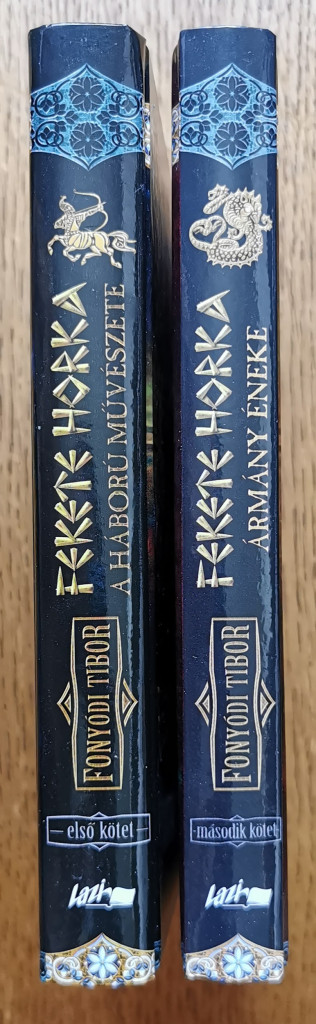 FEKETE HORKA
A HÁBORÚ MŰVÉSZETE
FONYÓDI TIBOR
első kötet
Lazi
FEKETE HORKA
ÁRMÁNY ÉNEKE
FONYÓDI TIBOR
második kötet
Lazi